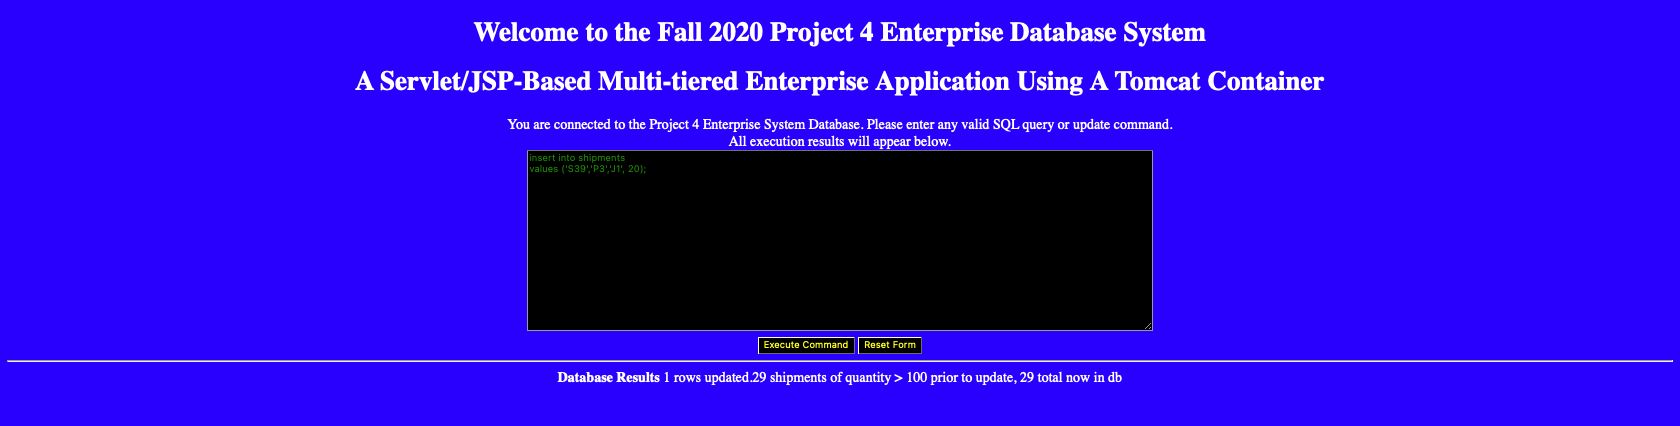 Welcome to the Fall 2020 Project 4 Enterprise Database System
A Servlet/JSP-Based Multi-tiered Enterprise Application Using A Tomcat Container
You are connected to the Project 4 Enterprise System Database. Please enter any valid SQL query or update command.
All execution results will appear below.
insert into shipments
values ('S39','P3','J1', 20);
Execute Command Reset Form
Database Results 1 rows updated.29 shipments of quantity > 100 prior to update, 29 total now in db